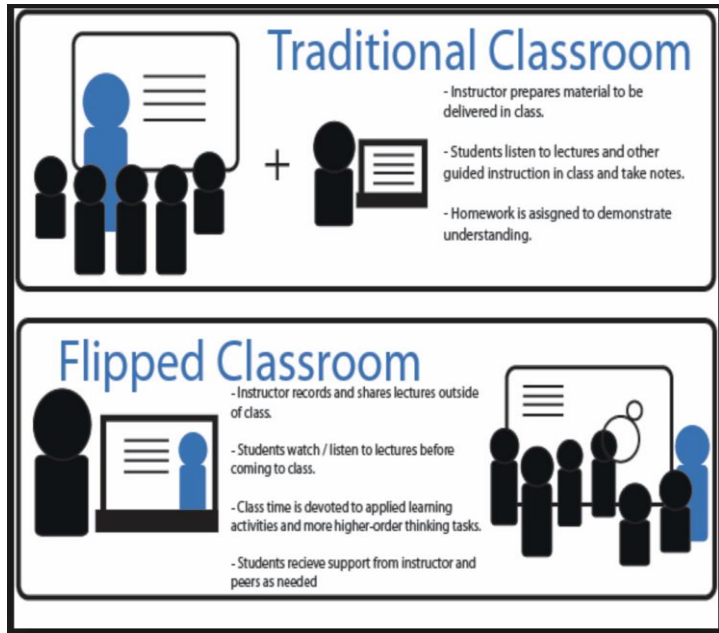 Traditional Classroom
- Instructor prepares material to be
delivered in class.
- Students listen to lectures and other
guided instruction in class and take notes.
- Homework is asisgned to demonstrate
understanding.
Flipped Classroom
- Instructor records and shares lectures outside
of class.
- Students watch / listen to lectures before
coming to class.
- Class time is devoted to applied learning
activities and more higher-order thinking tasks.
- Students recieve support from instructor and
peers as needed